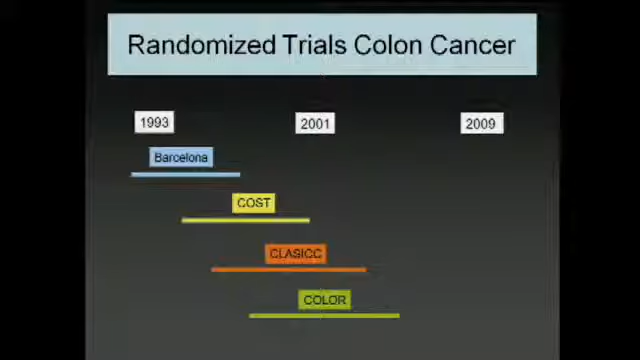 Randomized Trials Colon Cancer
1993
2001
2009
Barcelona
COST
CLASICC
COLOR